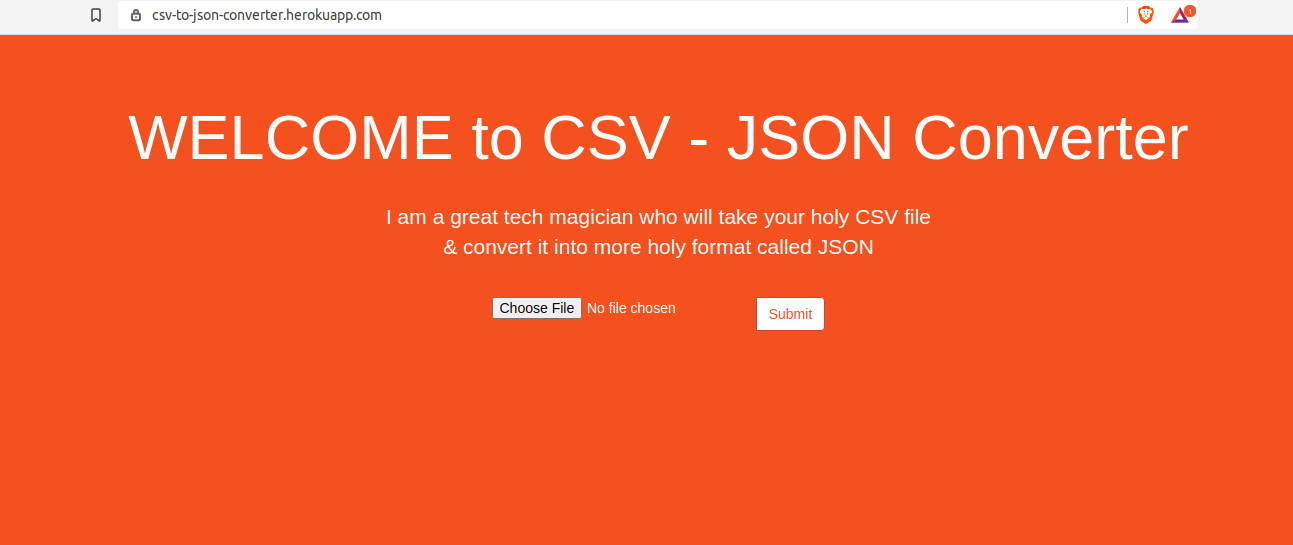 csv-to-json-converter.herokuapp.com
1
WELCOME to CSV - JSON Converter
I am a great tech magician who will take your holy CSV file
& convert it into more holy format called JSON
Choose File No file chosen Submit